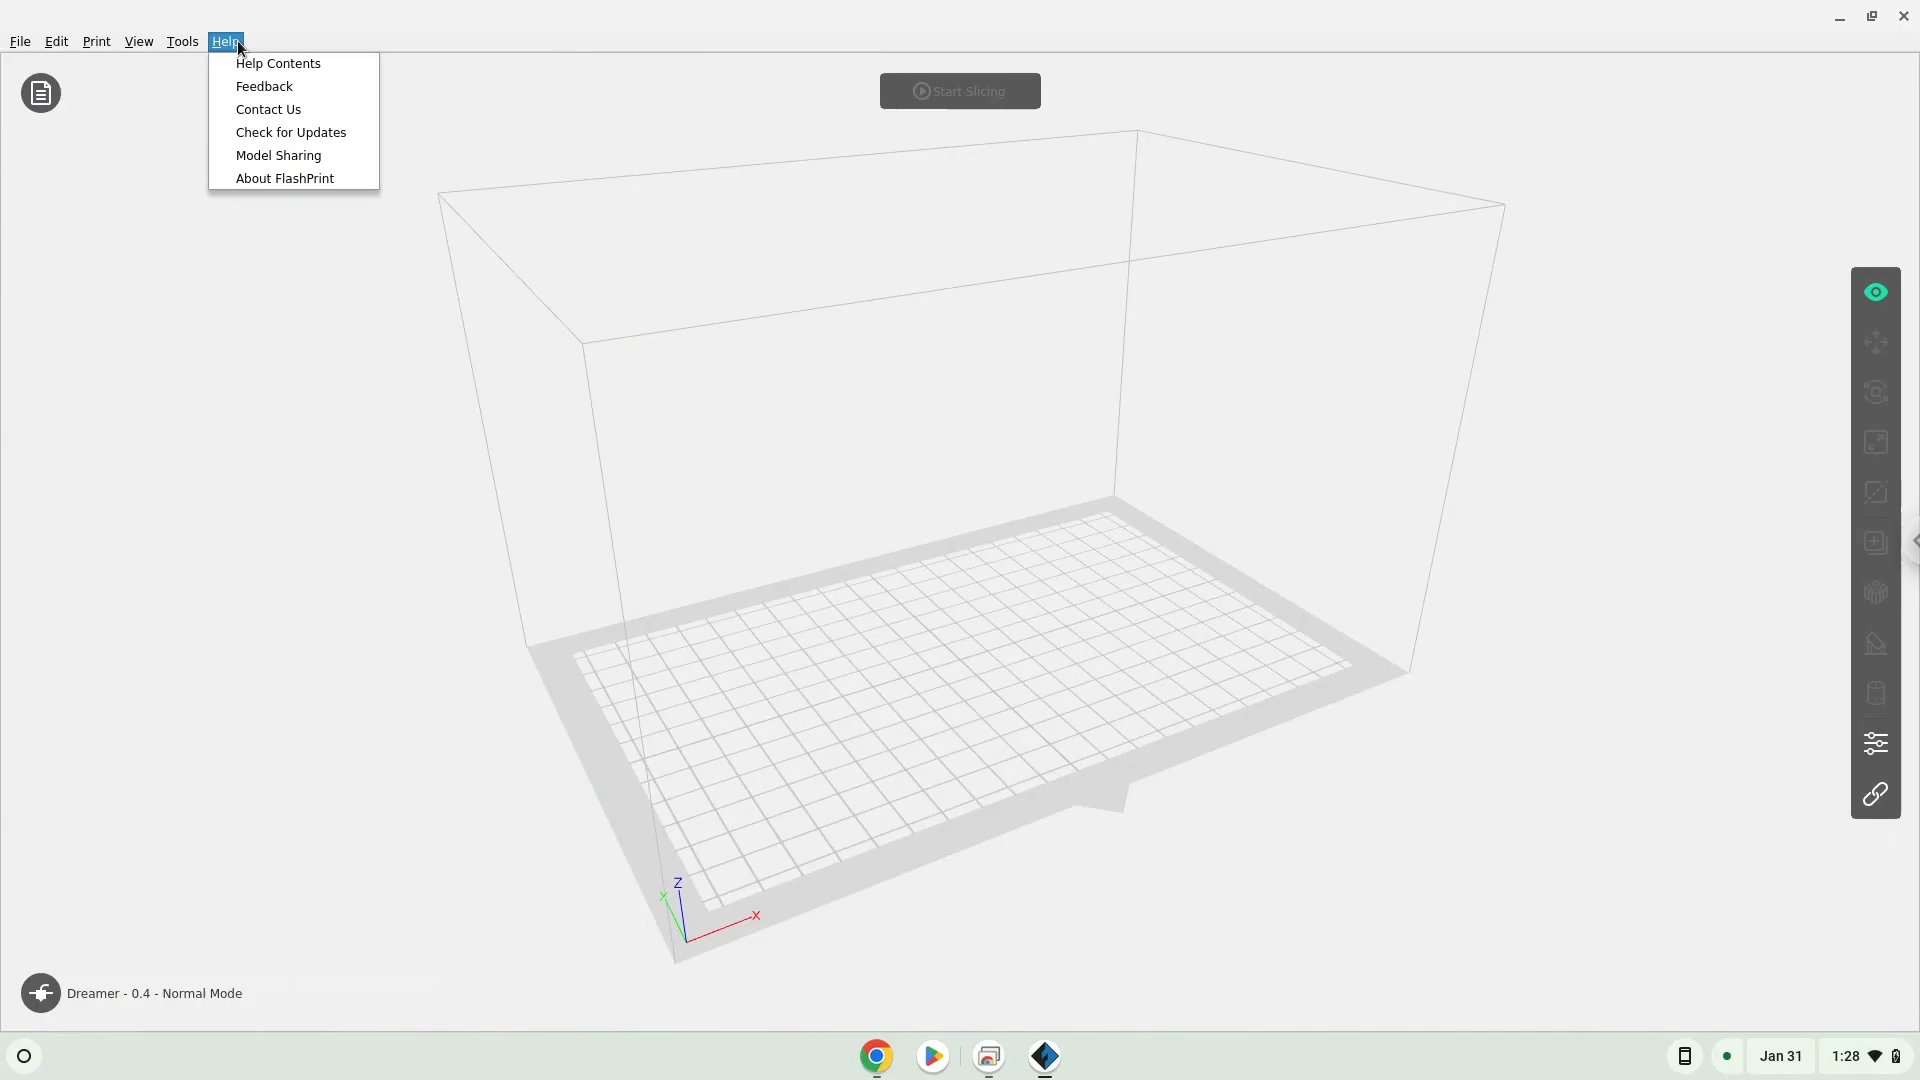 File Edit Print View Tools Help
Help Contents
Feedback
Contact Us
Check for Updates
Model Sharing
About FlashPrint
Start Slicing
Z
Y
X
Dreamer - 0.4 - Normal Mode
Jan 31
1:28